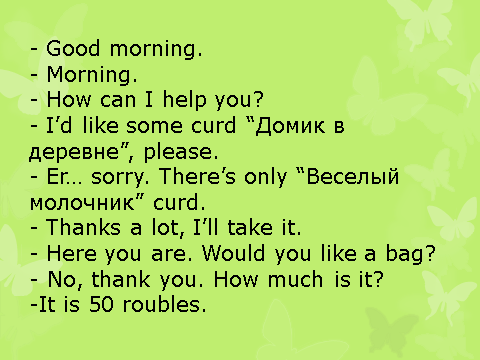 - Good morning.
- Morning.
- How can I help you?
- I’d like some curd “Домик в
деревне”, please.
- Er… sorry. There’s only “Веселый
молочник” curd.
- Thanks a lot, I’ll take it.
- Here you are. Would you like a bag?
- No, thank you. How much is it?
-It is 50 roubles.